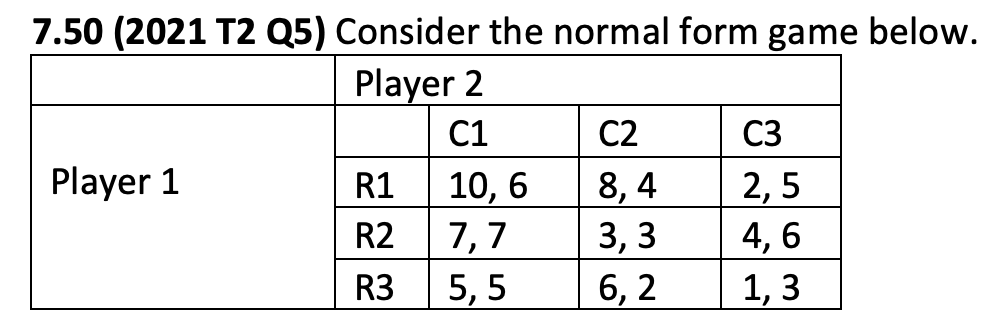 7.50 (2021 T2 Q5) Consider the normal form game below.
Player 2
C1 C2 C3
Player 1
R1 10, 6 8, 4 2, 5
R2 7, 7 3, 3 4, 6
R3 5, 5 6, 2 1, 3